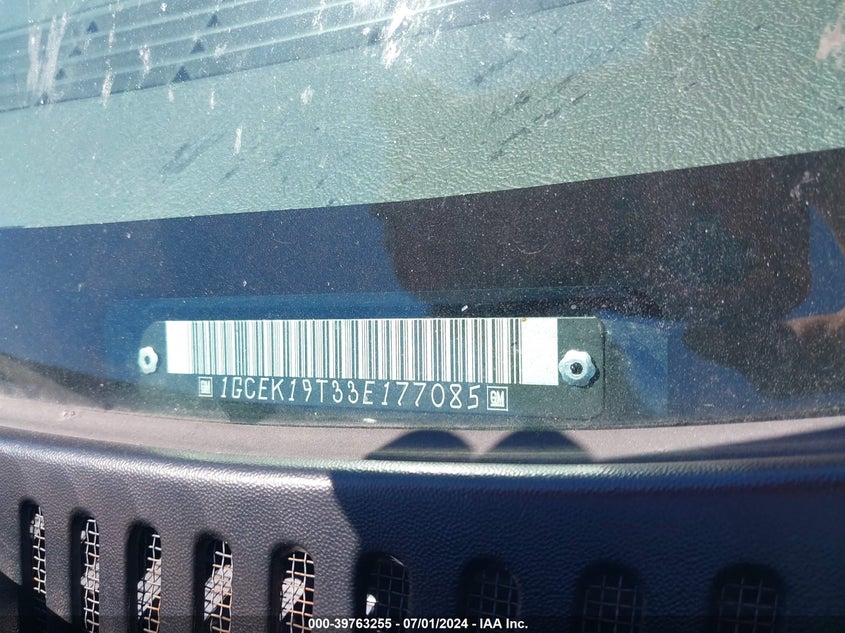 GM 1GCEK19T33E177085 GM
000-39763255 / 07/01/2024 - IAA Inc.